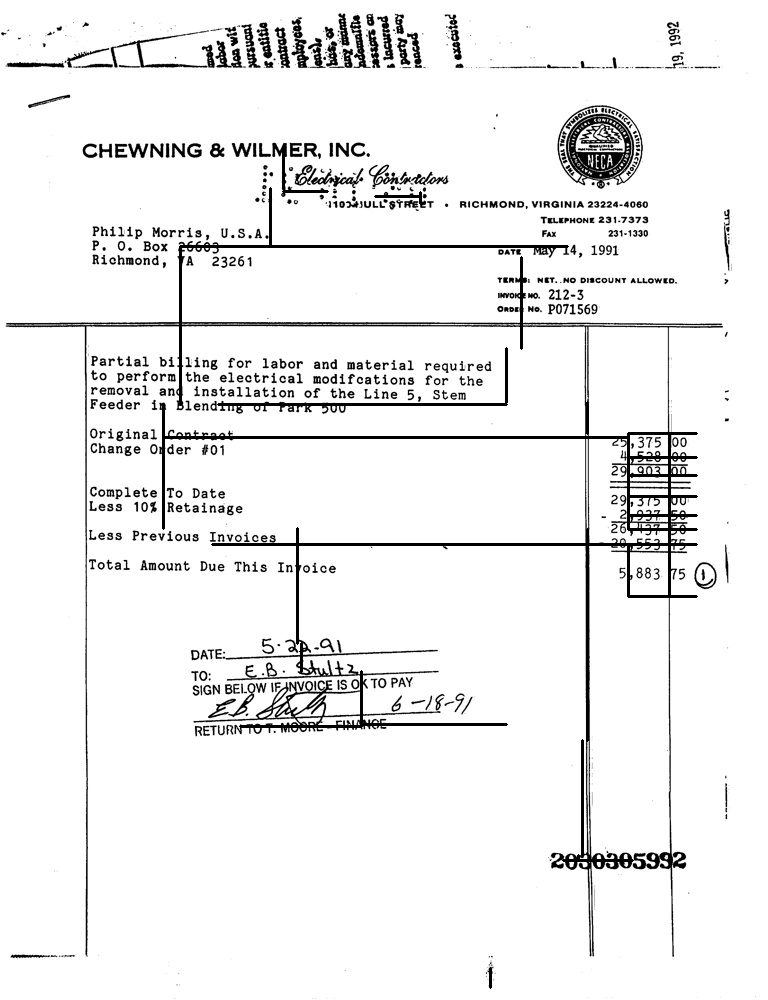 19, 1992
CHEWNING & WILMER, INC.
Electrical Contractors
STREET • RICHMOND, VIRGINIA 23224-4060
TELEPHONE 231-7373
FAX 231-1330
NECA
Philip Morris, U.S.A.
P. O. Box 26603
Richmond, VA 23261
DATE May 14, 1991
TERMS: NET. NO DISCOUNT ALLOWED.
INVOICE NO. 212-3
ORDER NO. P071569
Partial billing for labor and material required
to perform the electrical modifcations for the
removal and installation of the Line 5, Stem
Feeder in Blending of Park 500
Original Contract 25,375 00
Change Order #01 4,528 00
29,903 00
Complete To Date 29,375 00
Less 10% Retainage - 2,937 50
26,437 50
Less Previous Invoices - 20,553 75
Total Amount Due This Invoice 5,883 75 1
DATE: 5-22-91
TO: E.B. Stultz
SIGN BELOW IF INVOICE IS OK TO PAY
E.B. Stultz 6-18-91
RETURN TO T. MOORE - FINANCE
2030305992